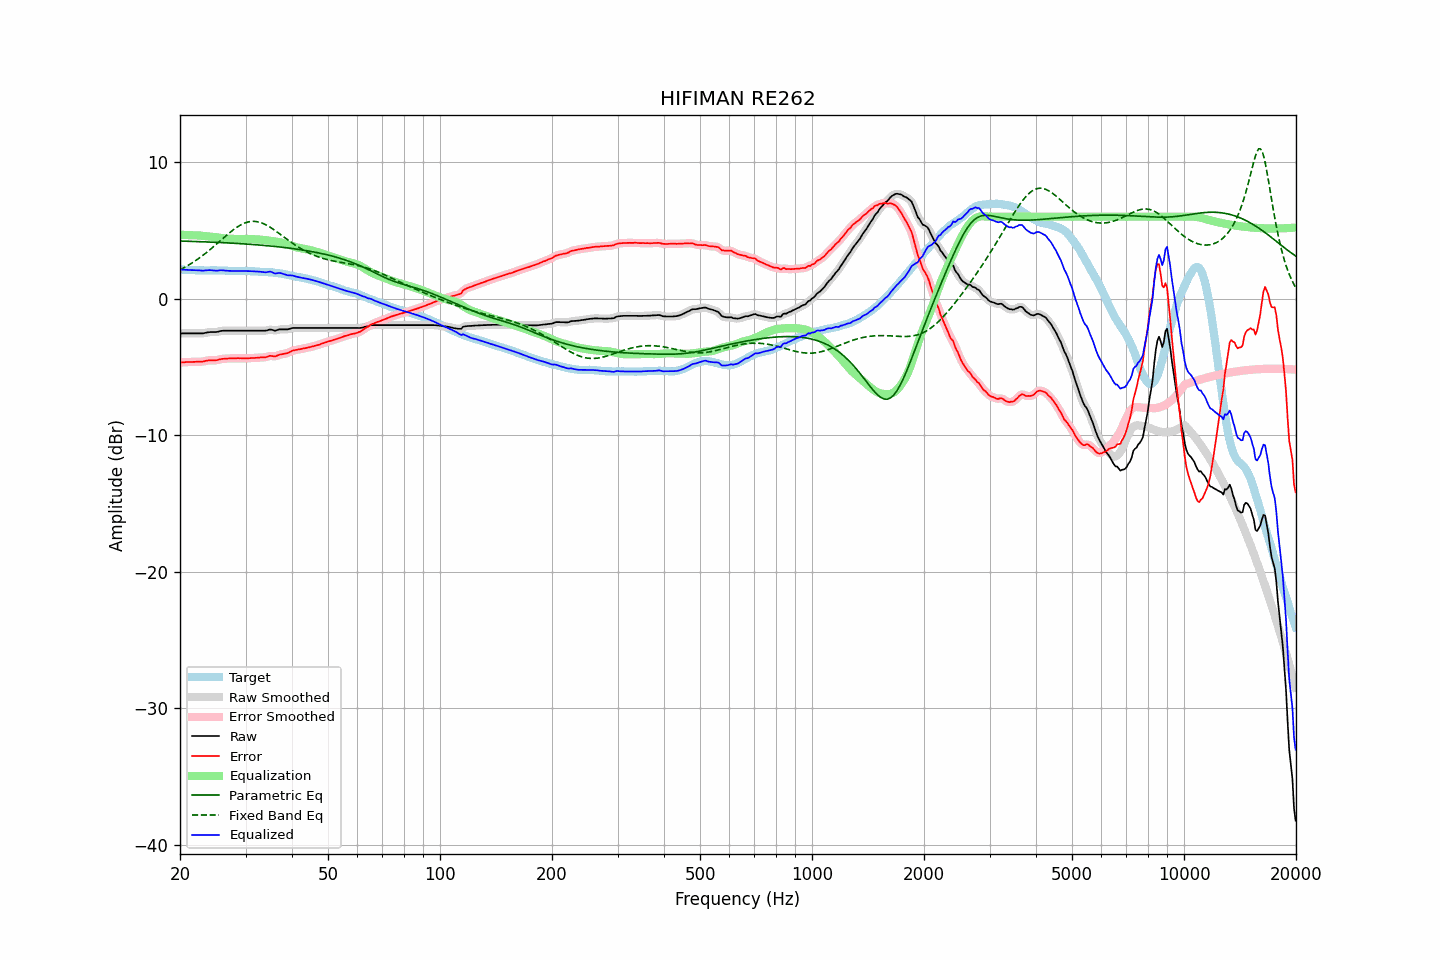 HIFIMAN RE262
10
0
−10
−20
−30
−40
Amplitude (dBr)
Target
Raw Smoothed
Error Smoothed
Raw
Error
Equalization
Parametric Eq
Fixed Band Eq
Equalized
20 50 100 200 500 1000 2000 5000 10000 20000
Frequency (Hz)